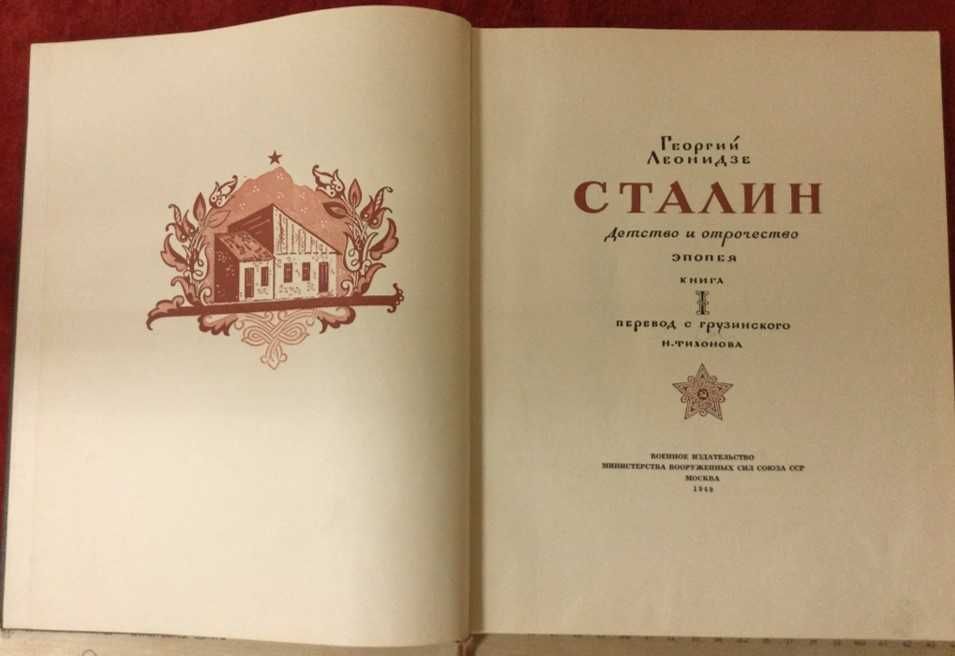 Георгий
Леонидзе
СТАЛИН
Детство и отрочество
ЭПОПЕЯ
КНИГА
I
ПЕРЕВОД С ГРУЗИНСКОГО
Н. ТИХОНОВА
ВОЕННОЕ ИЗДАТЕЛЬСТВО
МИНИСТЕРСТВА ВООРУЖЕННЫХ СИЛ СОЮЗА ССР
МОСКВА